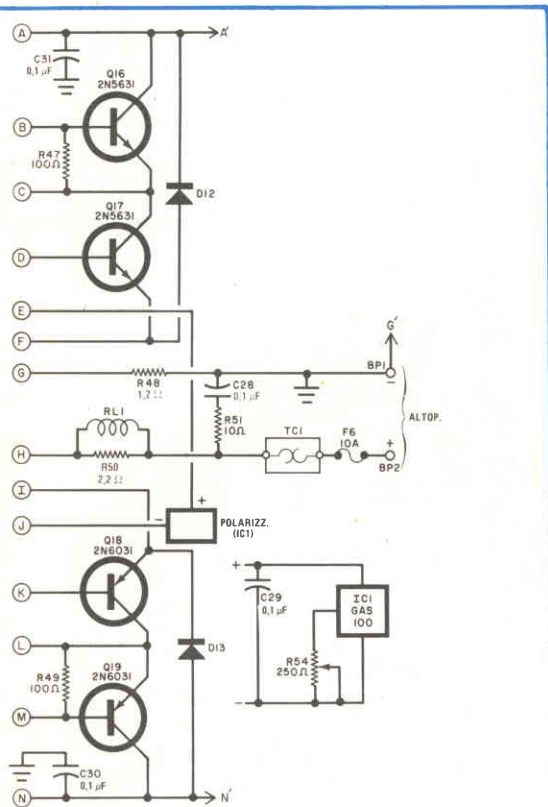 A
A'
C31
0,1 µF
Q16
2N5631
B
R47
100Ω
C
D12
Q17
2N5631
D
E
F
G'
G
BP1
-
R48
1,2 Ω
C28
0,1 µF
ALTOP.
RL1
R51
10Ω
TC1
F6
10A
+
BP2
H
R50
2,2 Ω
I
+
J
-
POLARIZZ.
(IC1)
Q18
2N6031
K
+
C29
0,1 µF
IC1
GAS
100
L
D13
R54
250Ω
R49
100Ω
Q19
2N6031
M
-
C30
0,1 µF
N
N'